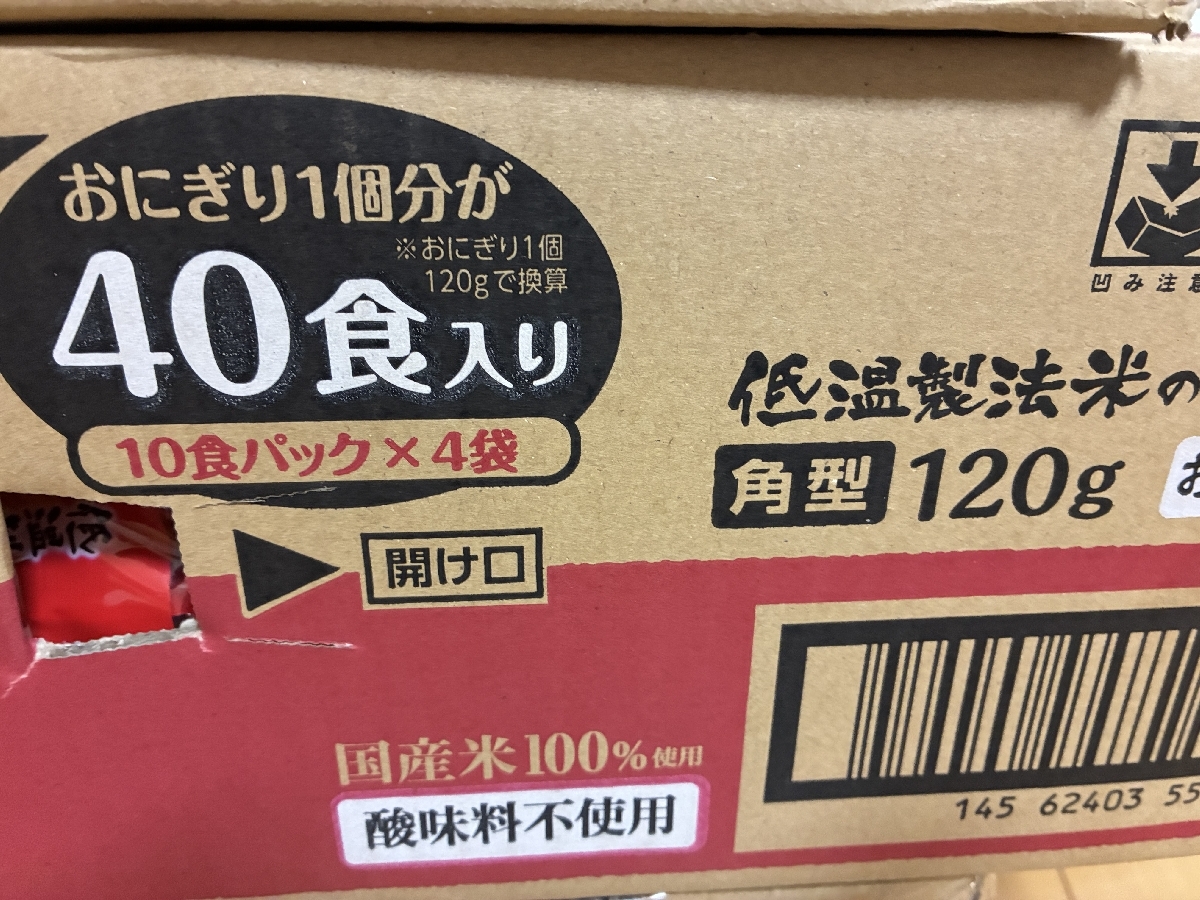 おにぎり1個分が
※おにぎり1個
120gで換算
40食入り
10食パック×4袋
凹み注意
低温製法米の
角型 120g
お
開け口
国産米100%使用
酸味料不使用
145 62403 55